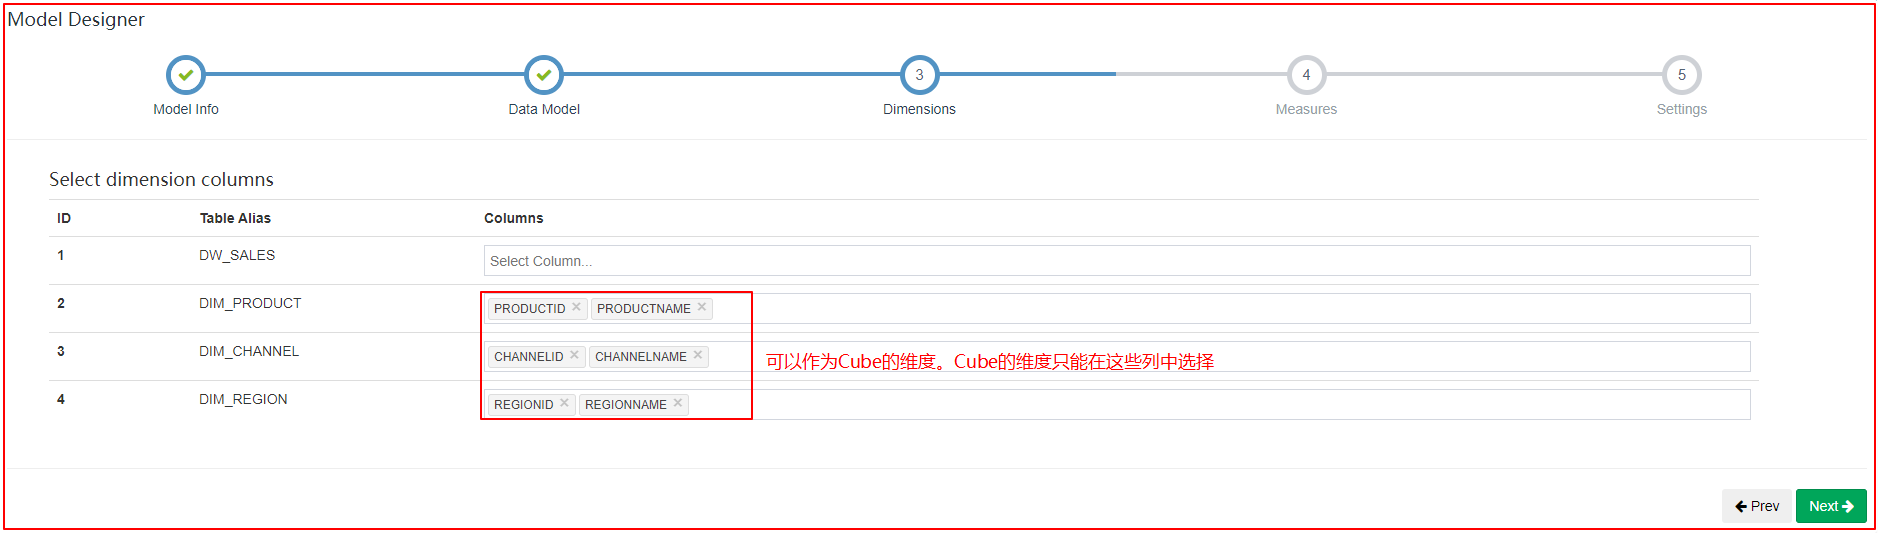 Model Designer
3
4
5
Model Info
Data Model
Dimensions
Measures
Settings
Select dimension columns
ID
Table Alias
Columns
1
DW_SALES
Select Column...
2
DIM_PRODUCT
PRODUCTID ×
PRODUCTNAME ×
3
DIM_CHANNEL
CHANNELID ×
CHANNELNAME ×
可以作为Cube的维度。Cube的维度只能在这些列中选择
4
DIM_REGION
REGIONID ×
REGIONNAME ×
Prev
Next